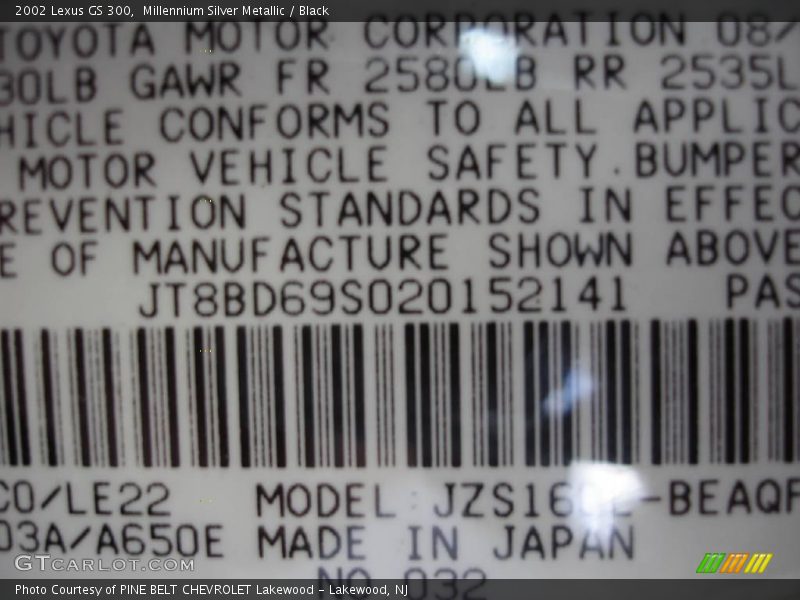 2002 Lexus GS 300, Millennium Silver Metallic / Black
TOYOTA MOTOR CORPORATION 08/
30LB GAWR FR 2580LB RR 2535L
HICLE CONFORMS TO ALL APPLIC
MOTOR VEHICLE SAFETY. BUMPER
REVENTION STANDARDS IN EFFEC
E OF MANUFACTURE SHOWN ABOVE
JT8BD69S020152141 PAS
CO/LE22 MODEL: -BEAQF
03A/A650E MADE IN JAPAN
NO 032
GTCARLOT.COM
Photo Courtesy of PINE BELT CHEVROLET Lakewood – Lakewood, NJ